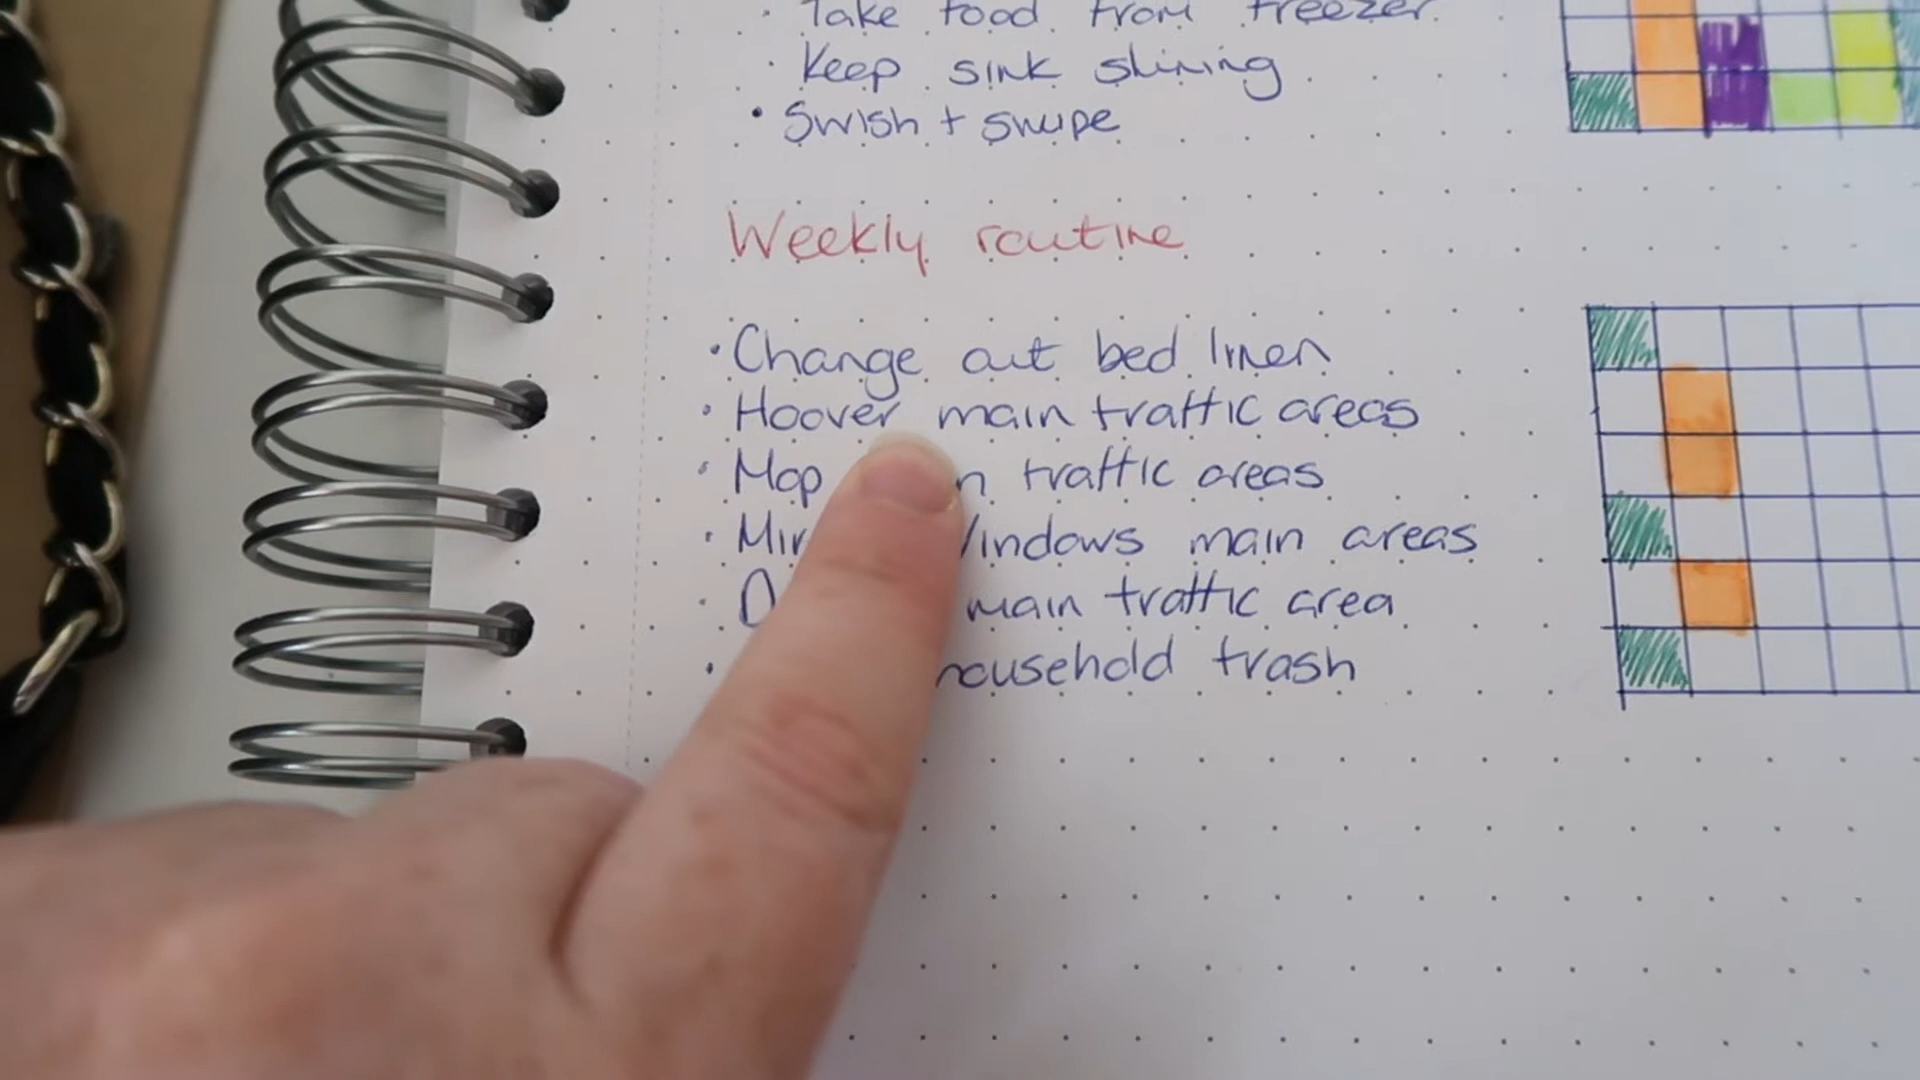 Take food from freezer
Keep sink shining
Swish + swipe
Weekly routine
Change out bed linen
Hoover main traffic areas
Mop traffic areas
main areas
main traffic area
household trash